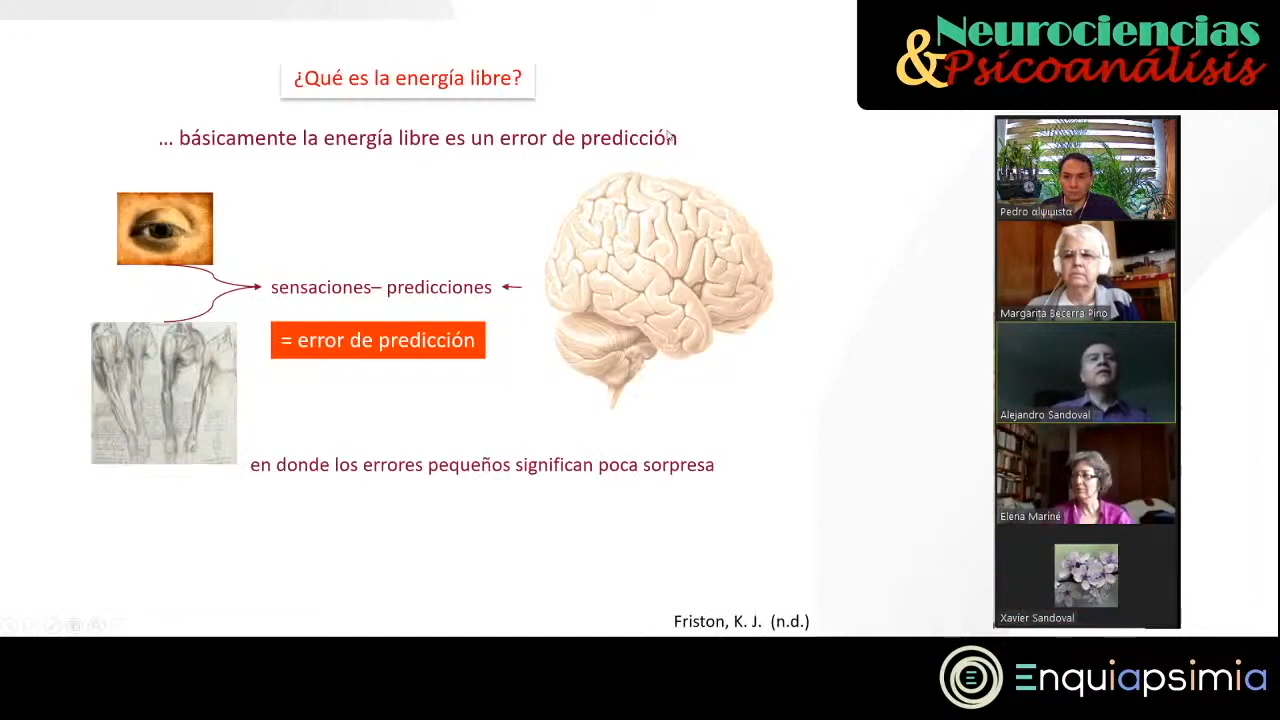 Neurociencias
&Psicoanálisis
¿Qué es la energía libre?
... básicamente la energía libre es un error de predicción
sensaciones– predicciones
= error de predicción
en donde los errores pequeños significan poca sorpresa
Friston, K. J. (n.d.)
Pedro αψιμιστα
Margarita Becerra Pino
Alejandro Sandoval
Elena Mariné
Xavier Sandoval
Enquiapsimia